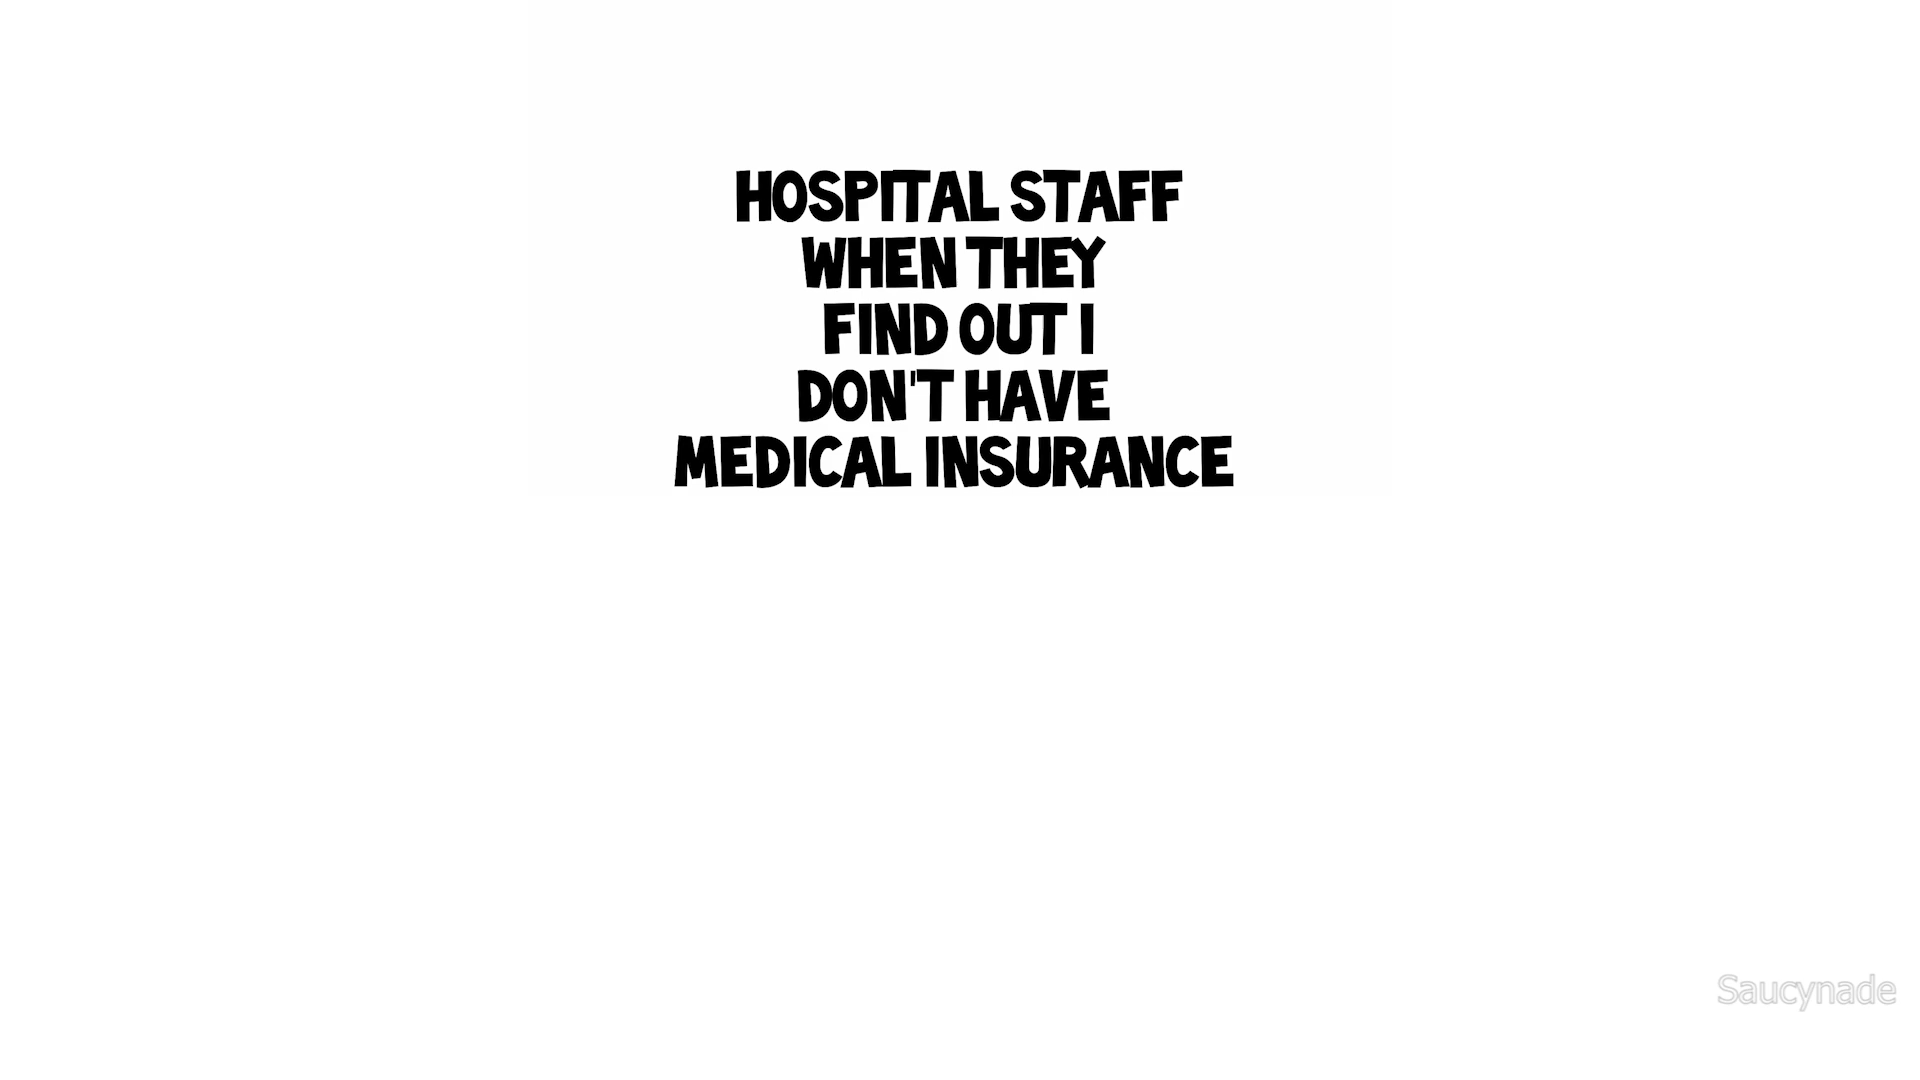 HOSPITAL STAFF
WHEN THEY
FIND OUT I
DON'T HAVE
MEDICAL INSURANCE
Saucynade